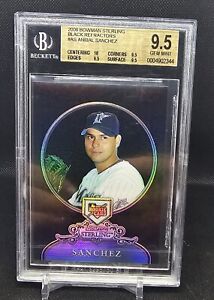 BECKETT
2006 BOWMAN STERLING
BLACK REFRACTORS
#AS ANIBAL SANCHEZ
CENTERING 10 CORNERS 9.5
EDGES 9.5 SURFACE 9.5
9.5
GEM MINT
0004902344
STERLING
SANCHEZ